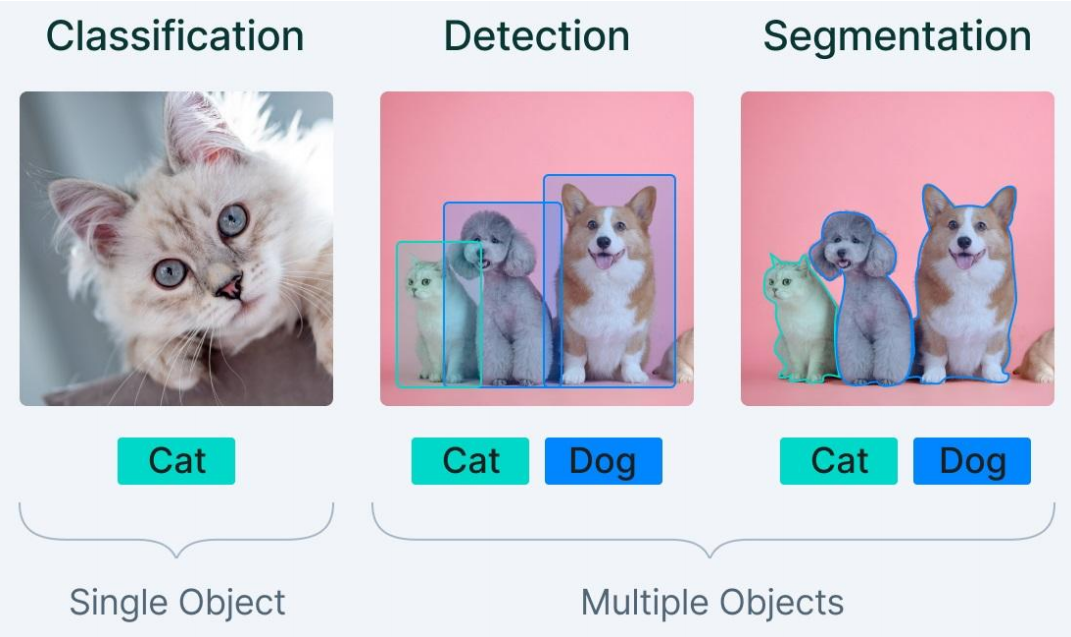 Classification
Detection
Segmentation
Cat
Cat
Dog
Cat
Dog
Single Object
Multiple Objects